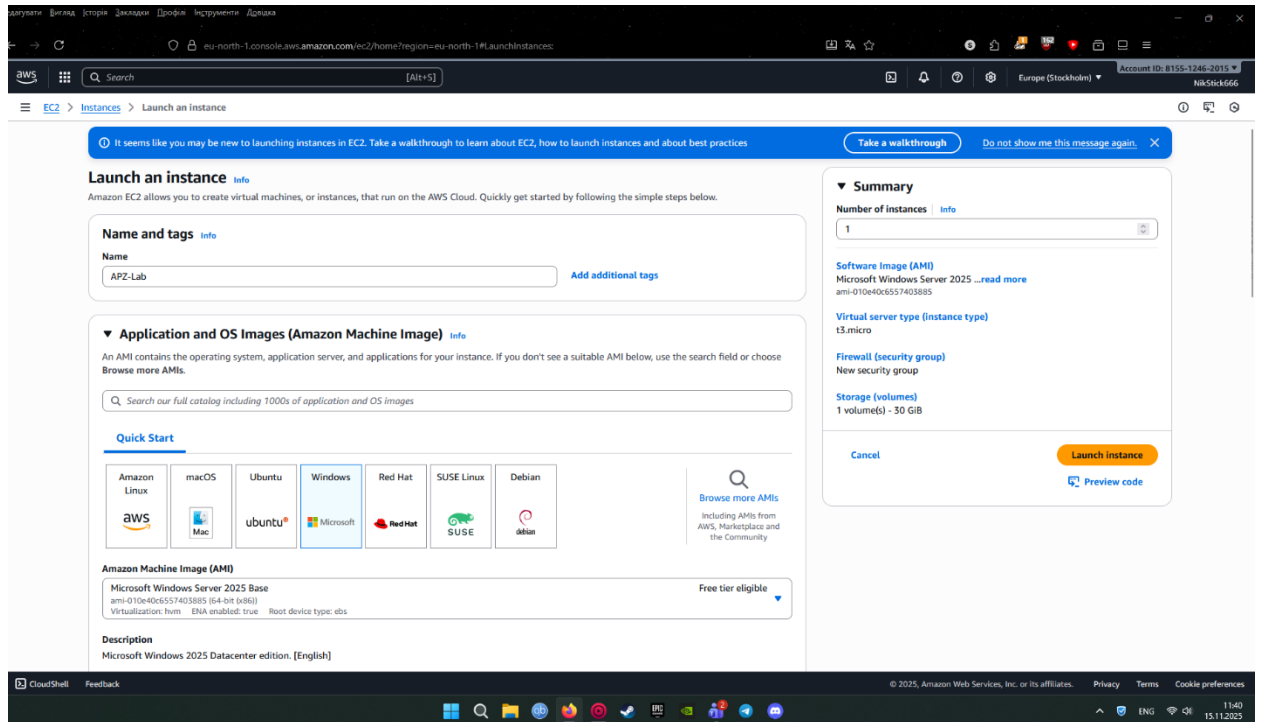 едагувати Вигляд Історія Закладки Профілі Інструменти Довідка
eu-north-1.console.aws.amazon.com/ec2/home?region=eu-north-1#LaunchInstances:
162
aws
Search [Alt+S]
Europe (Stockholm)
Account ID: 8155-1246-2015
NikStick666
EC2 > Instances > Launch an instance
It seems like you may be new to launching instances in EC2. Take a walkthrough to learn about EC2, how to launch instances and about best practices
Take a walkthrough
Do not show me this message again.
Launch an instance Info
Amazon EC2 allows you to create virtual machines, or instances, that run on the AWS Cloud. Quickly get started by following the simple steps below.
Name and tags Info
Name
APZ-Lab
Add additional tags
Application and OS Images (Amazon Machine Image) Info
An AMI contains the operating system, application server, and applications for your instance. If you don't see a suitable AMI below, use the search field or choose
Browse more AMIs.
Search our full catalog including 1000s of application and OS images
Quick Start
Amazon
Linux
aws
macOS
Mac
Ubuntu
ubuntu
Windows
Microsoft
Red Hat
Red Hat
SUSE Linux
SUSE
Debian
debian
Browse more AMIs
Including AMIs from
AWS, Marketplace and
the Community
Amazon Machine Image (AMI)
Microsoft Windows Server 2025 Base
Free tier eligible
ami-010e40c6557403885 (64-bit (x86))
Virtualization: hvm ENA enabled: true Root device type: ebs
Description
Microsoft Windows 2025 Datacenter edition. [English]
Summary
Number of instances Info
1
Software Image (AMI)
Microsoft Windows Server 2025 ...read more
ami-010e40c6557403885
Virtual server type (instance type)
t3.micro
Firewall (security group)
New security group
Storage (volumes)
1 volume(s) - 30 GiB
Cancel
Launch instance
Preview code
CloudShell Feedback
© 2025, Amazon Web Services, Inc. or its affiliates. Privacy Terms Cookie preferences
qb
EPIC
2
ENG
11:40
15.11.2025